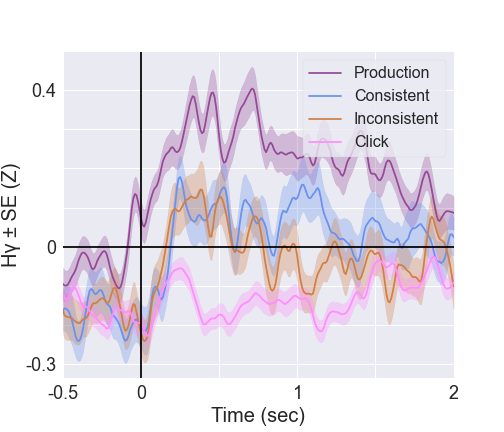 Production
Consistent
Inconsistent
Click
0.4
0
-0.3
Hγ ± SE (Z)
-0.5 0 1 2
Time (sec)